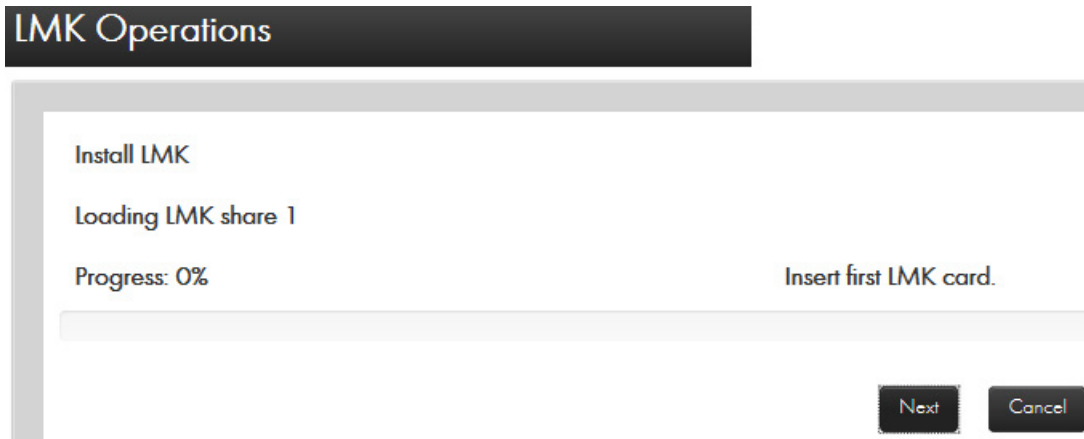 LMK Operations
Install LMK
Loading LMK share 1
Progress: 0% Insert first LMK card.
Next Cancel